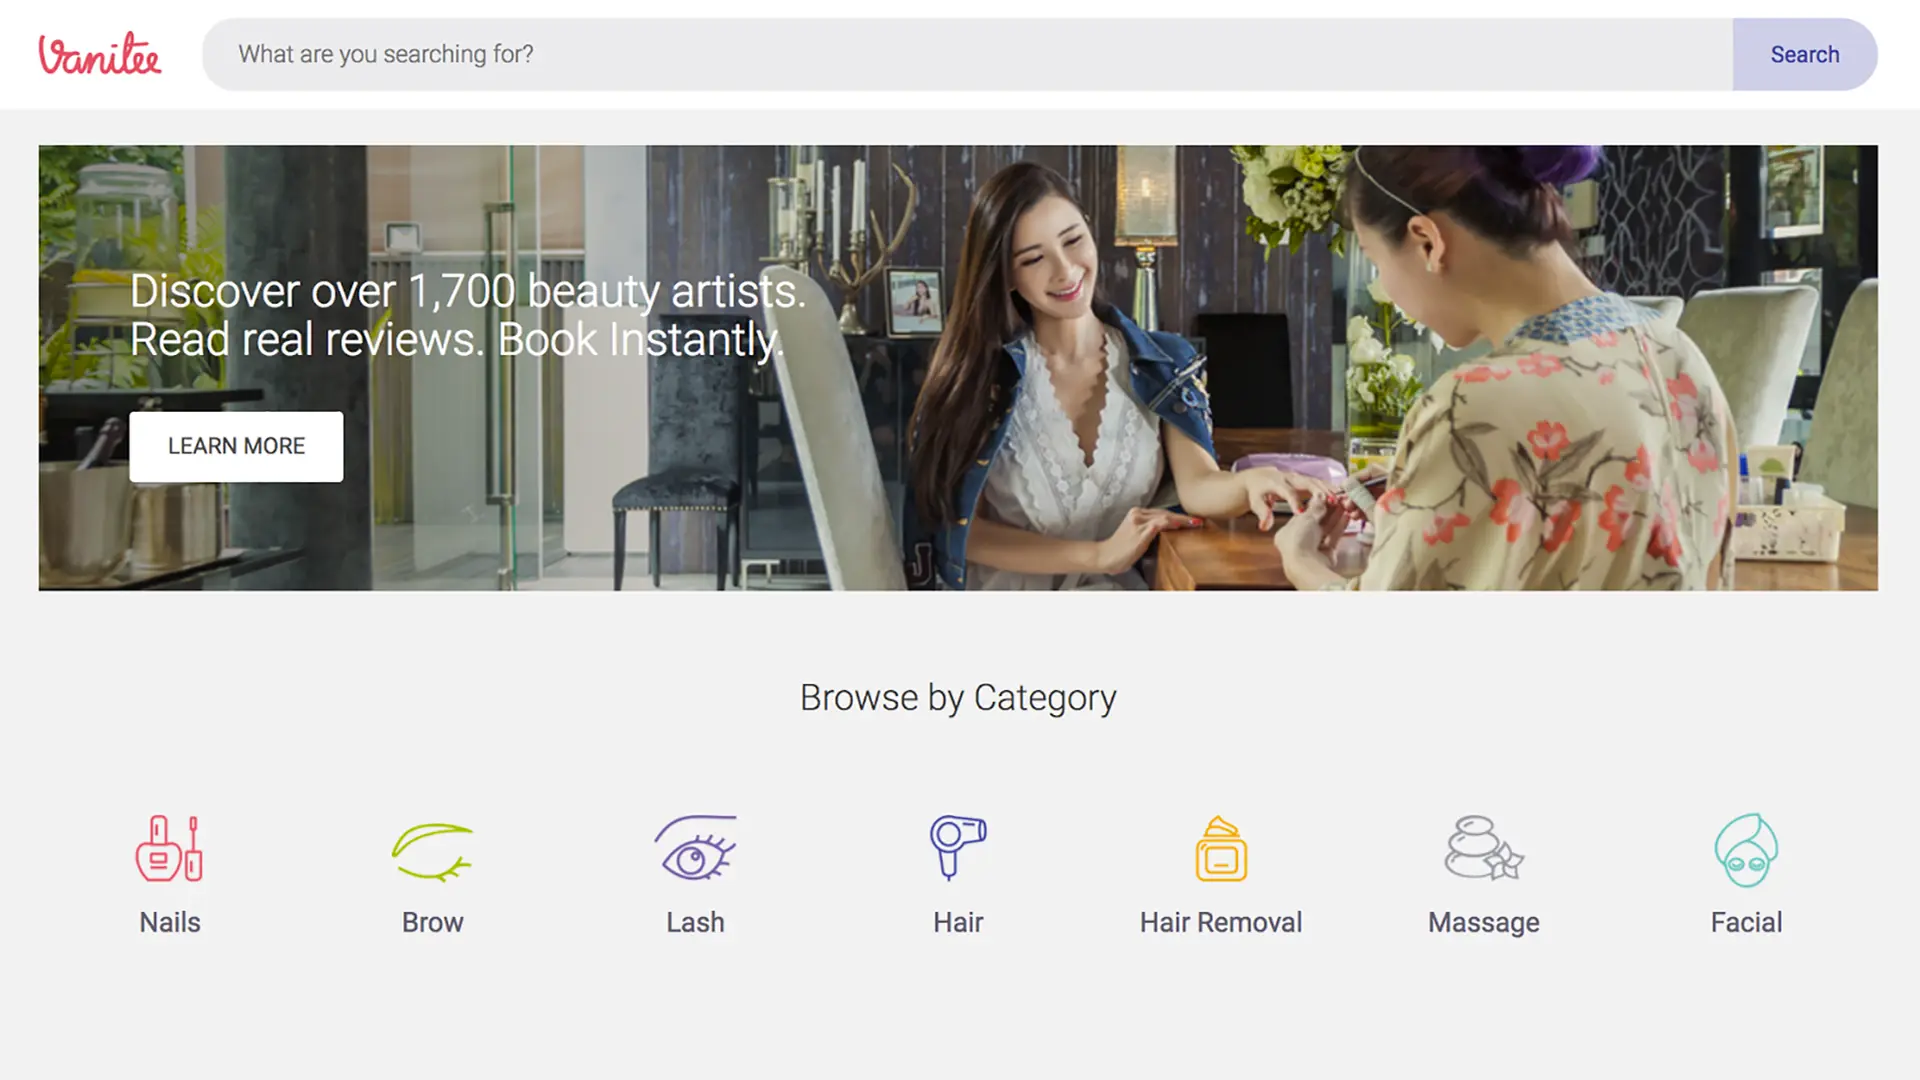 Vanitee
What are you searching for?
Search
Discover over 1,700 beauty artists.
Read real reviews. Book Instantly.
LEARN MORE
J
Browse by Category
Nails
Brow
Lash
Hair
Hair Removal
Massage
Facial